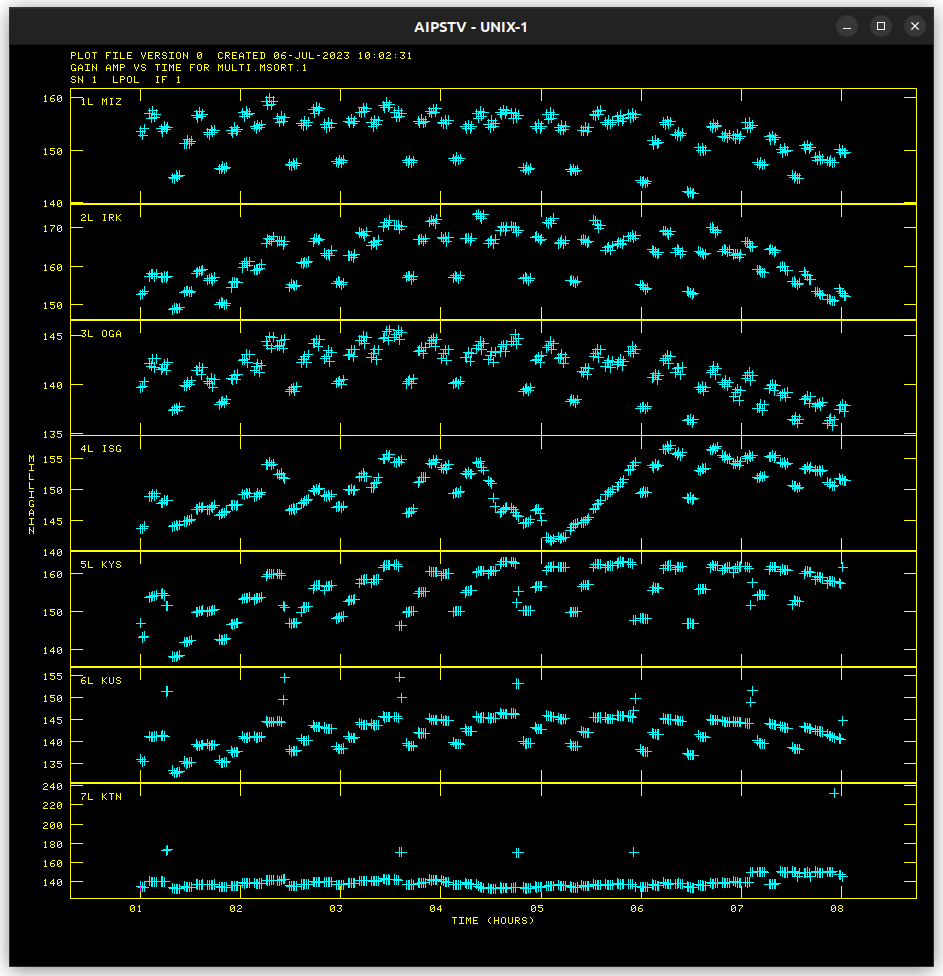 AIPSTV - UNIX-1
PLOT FILE VERSION 0 CREATED 06-JUL-2023 10:02:31
GAIN AMP VS TIME FOR MULTI.MSORT.1
SN 1 LPOL IF 1
1L MIZ
160
150
140
2L IRK
170
160
150
3L OGA
145
140
135
4L ISG
155
150
145
140
MILLIGAIN
5L KYS
160
150
140
6L KUS
155
150
145
140
135
7L KTN
240
220
200
180
160
140
01 02 03 04 05 06 07 08
TIME (HOURS)